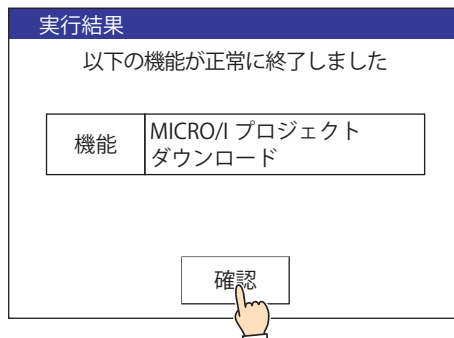 実行結果
以下の機能が正常に終了しました
機能
MICRO/I プロジェクト
ダウンロード
確認